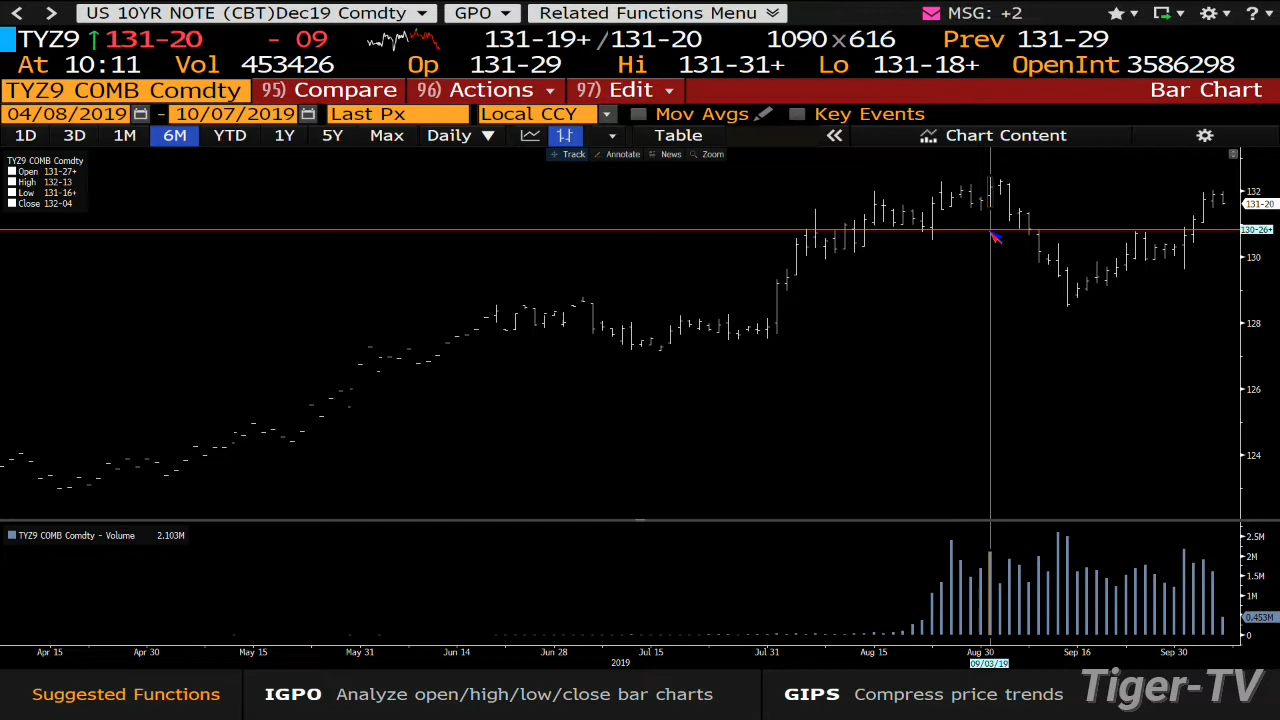 US 10YR NOTE (CBT)Dec19 Comdty GPO Related Functions Menu MSG: +2 ?
TYZ9 ↑131-20 - 09 131-19+/131-20 1090×616 Prev 131-29
At 10:11 Vol 453426 Op 131-29 Hi 131-31+ Lo 131-18+ OpenInt 3586298
TYZ9 COMB Comdty 95) Compare 96) Actions 97) Edit Bar Chart
04/08/2019 - 10/07/2019 Last Px Local CCY Mov Avgs Key Events
1D 3D 1M 6M YTD 1Y 5Y Max Daily Table Chart Content
Track Annotate News Zoom
TYZ9 COMB Comdty
Open 131-27+
High 132-13
Low 131-16+
Close 132-04
132
131-20
130-26+
130
128
126
124
TYZ9 COMB Comdty - Volume 2.103M
2.5M
2M
1.5M
1M
0.453M
0
Apr 15 Apr 30 May 15 May 31 Jun 14 Jun 28 Jul 15 Jul 31 Aug 15 Aug 30 Sep 16 Sep 30
2019 09/03/19
Suggested Functions IGPO Analyze open/high/low/close bar charts GIPS Compress price trends
Tiger-TV